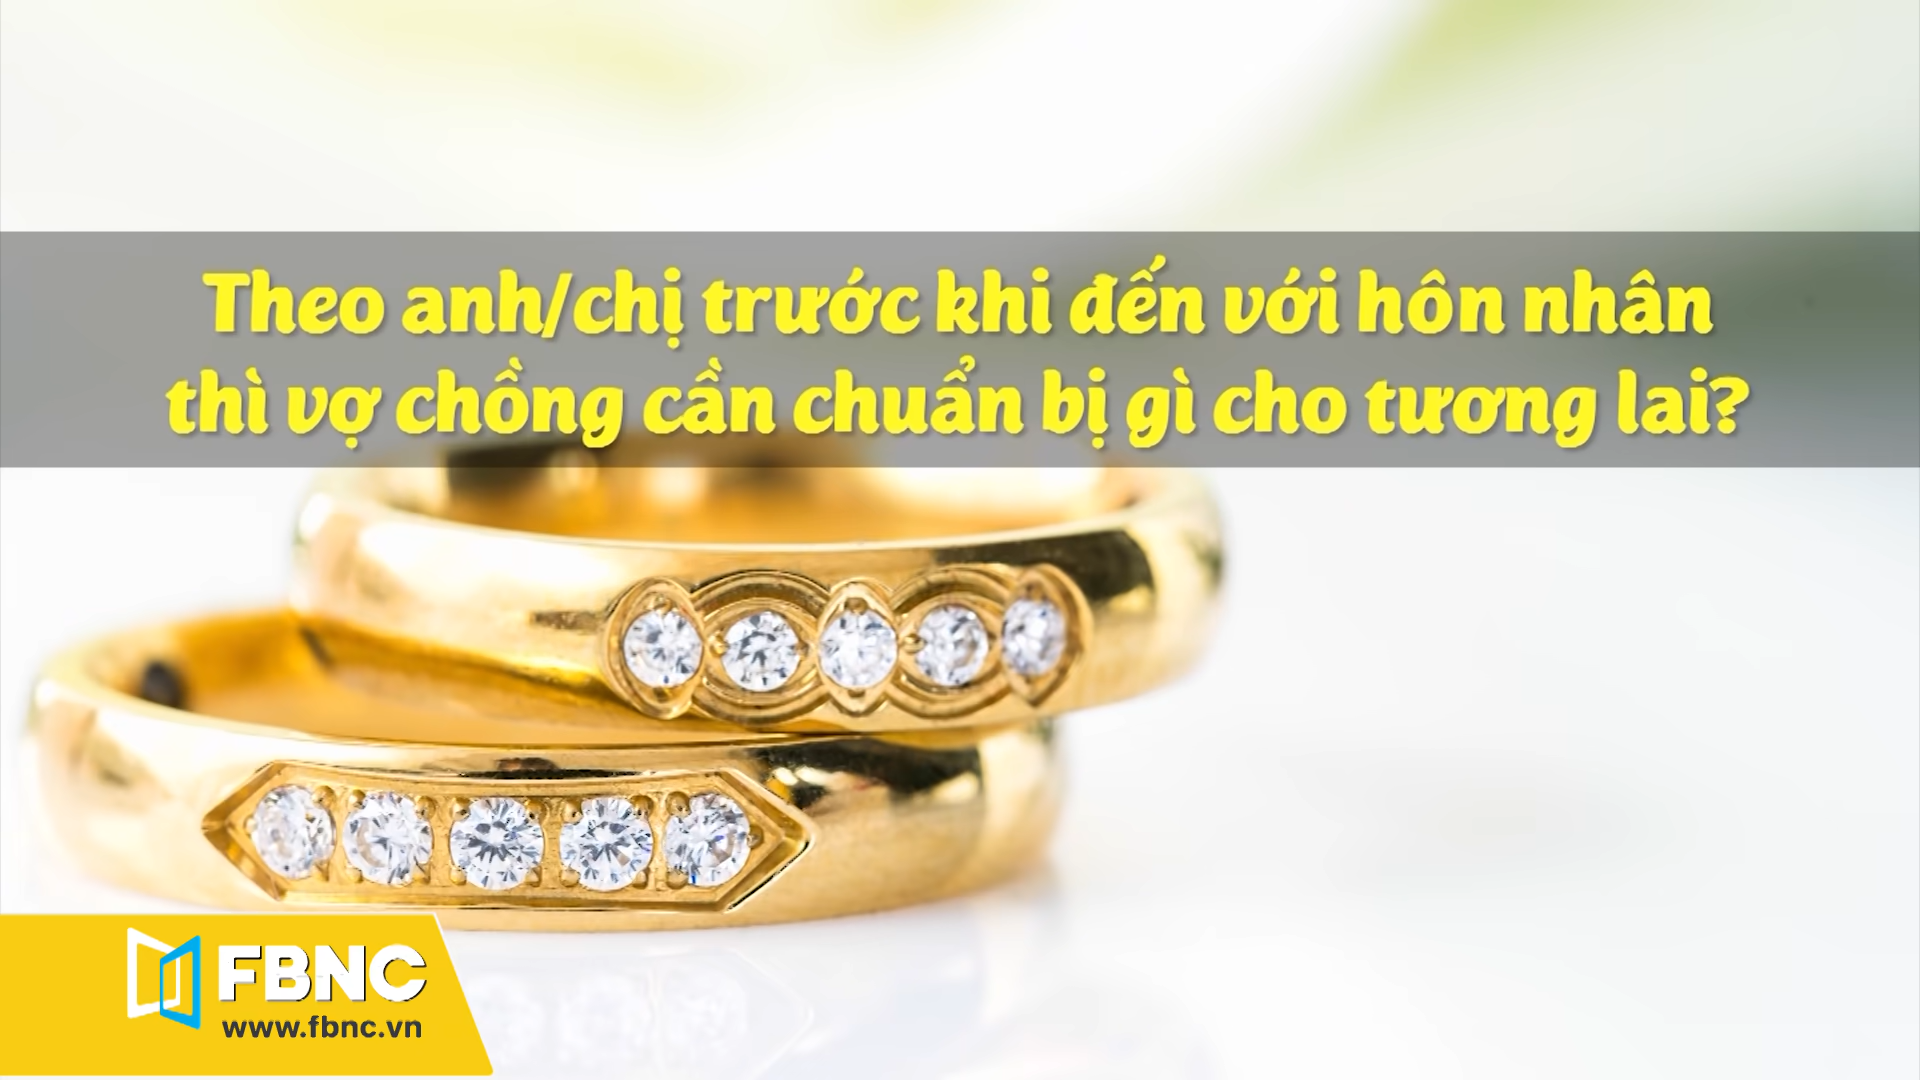 Theo anh/chị trước khi đến với hôn nhân
thì vợ chồng cần chuẩn bị gì cho tương lai?
FBNC
www.fbnc.vn